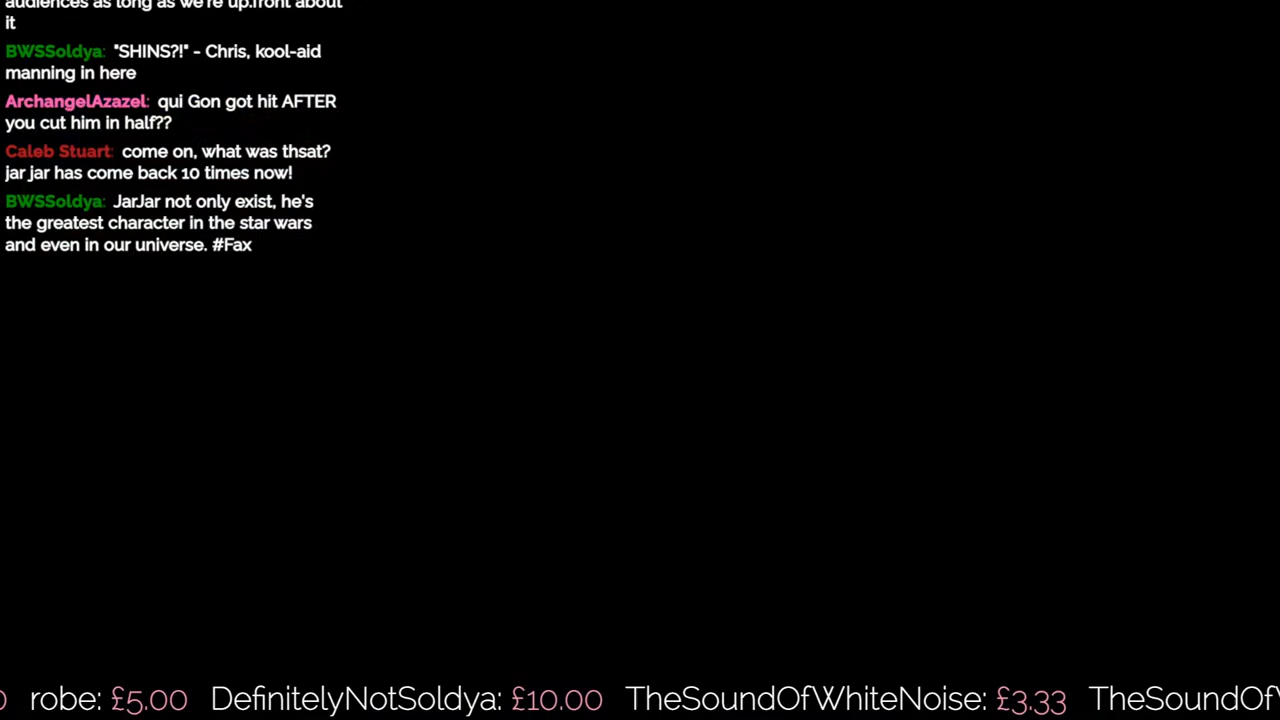 audiences as long as we're up.front about
it
BWSSoldya: "SHINS?!" - Chris, kool-aid
manning in here
ArchangelAzazel: qui Gon got hit AFTER
you cut him in half??
Caleb Stuart: come on, what was thsat?
jar jar has come back 10 times now!
BWSSoldya: JarJar not only exist, he's
the greatest character in the star wars
and even in our universe. #Fax
0 robe: £5.00 DefinitelyNotSoldya: £10.00 TheSoundOfWhiteNoise: £3.33 TheSoundOf